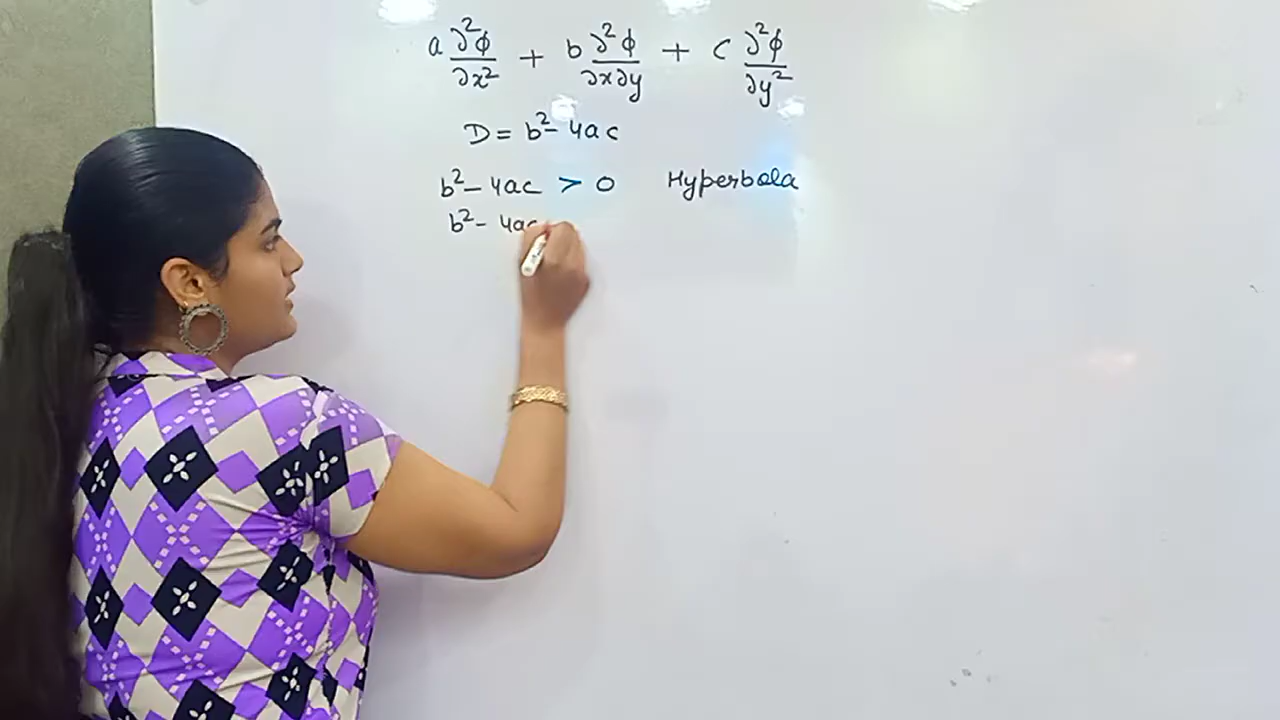 a ∂²ϕ/∂x² + b ∂²ϕ/∂x∂y + c ∂²ϕ/∂y²
D = b² - 4ac
b² - 4ac > 0 Hyperbola
b² - 4ac